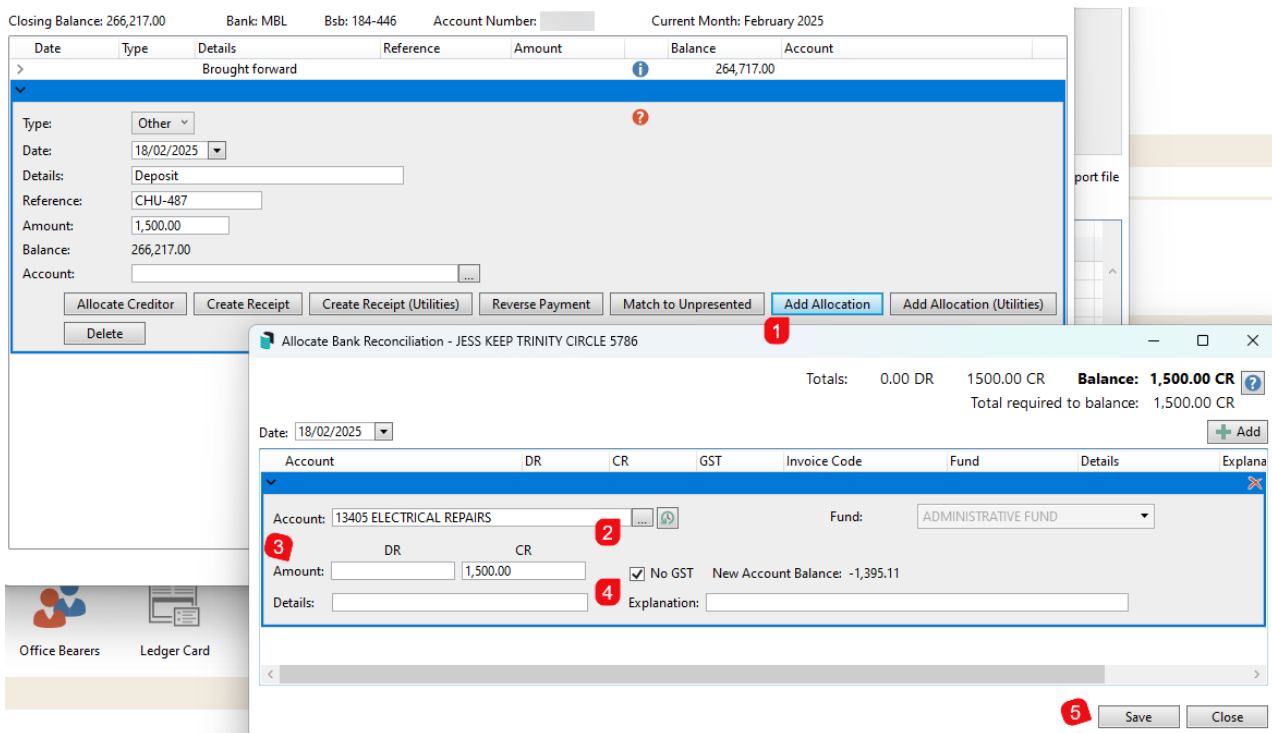 Closing Balance: 266,217.00 Bank: MBL Bsb: 184-446 Account Number: Current Month: February 2025
Date Type Details Reference Amount Balance Account
Brought forward 264,717.00
Type: Other
Date: 18/02/2025
Details: Deposit
port file
Reference: CHU-487
Amount: 1,500.00
Balance: 266,217.00
Account: ...
Allocate Creditor Create Receipt Create Receipt (Utilities) Reverse Payment Match to Unpresented Add Allocation Add Allocation (Utilities)
Delete
1
Allocate Bank Reconciliation - JESS KEEP TRINITY CIRCLE 5786
Totals: 0.00 DR 1500.00 CR Balance: 1,500.00 CR
Total required to balance: 1,500.00 CR
Date: 18/02/2025
Add
Account DR CR GST Invoice Code Fund Details Explana
Account: 13405 ELECTRICAL REPAIRS ... Fund: ADMINISTRATIVE FUND
2
3 DR CR
Amount: 1,500.00 No GST New Account Balance: -1,395.11
4
Details: Explanation:
Office Bearers Ledger Card
5 Save Close